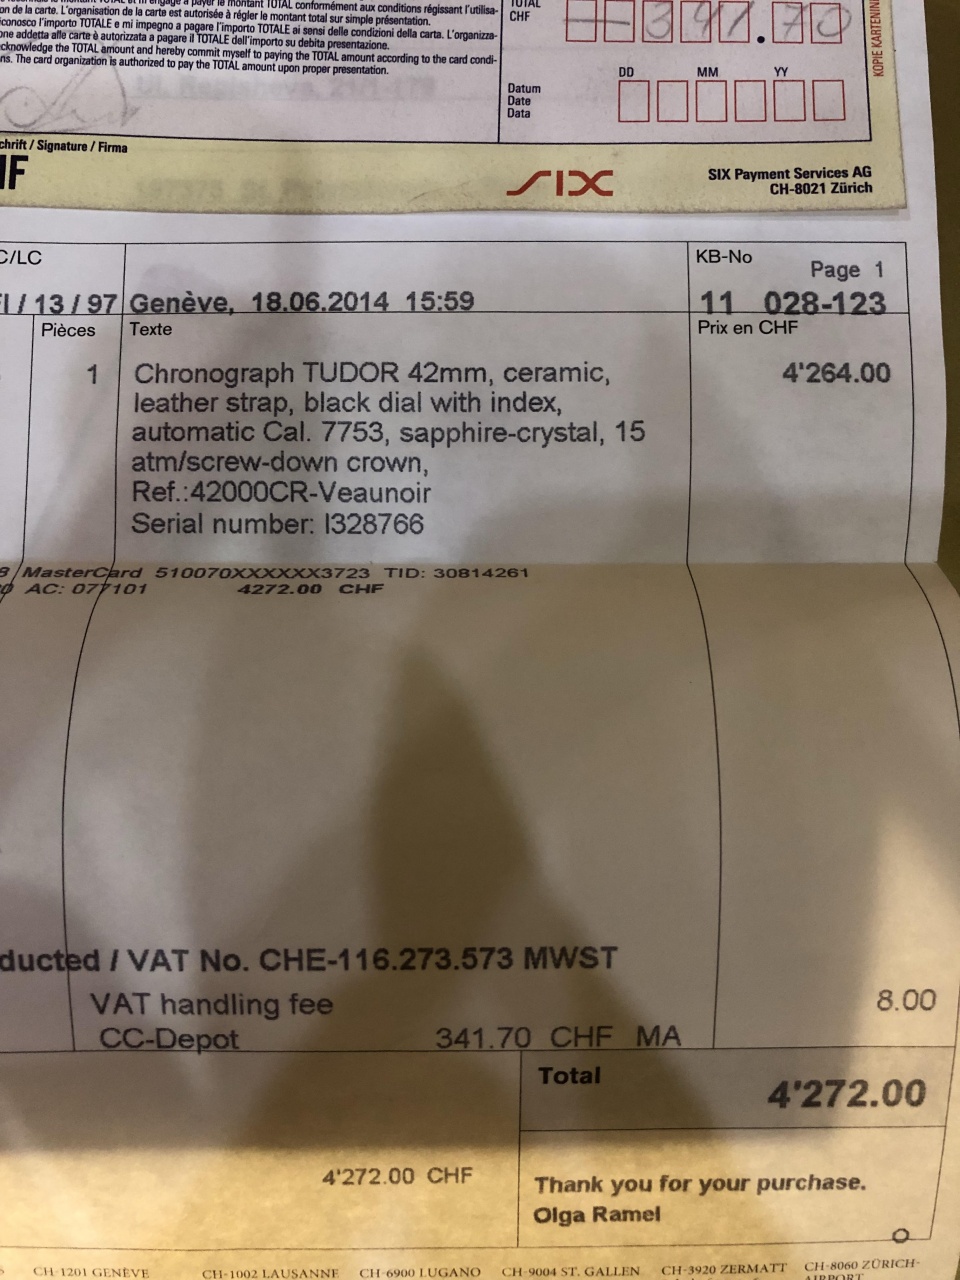 TOTAL
CHF
— — 341.70
on de la carte. L'organisation de la carte est autorisée à régler le montant total sur simple présentation.
iconosco l'importo TOTALE e mi impegno a pagare l'importo TOTALE ai sensi delle condizioni della carta. L'organizza-
one addetta alle carte è autorizzata a pagare il TOTALE dell'importo su debita presentazione.
cknowledge the TOTAL amount and hereby commit myself to paying the TOTAL amount according to the card condi-
ns. The card organization is authorized to pay the TOTAL amount upon proper presentation.
KOPIE KARTENIN
DD MM YY
Datum
Date
Data
chrift / Signature / Firma
HF
SIX
SIX Payment Services AG
CH-8021 Zürich
C/LC
KB-No
Page 1
/ 13 / 97 Genève, 18.06.2014 15:59
11 028-123
Pièces Texte Prix en CHF
1 Chronograph TUDOR 42mm, ceramic, 4'264.00
leather strap, black dial with index,
automatic Cal. 7753, sapphire-crystal, 15
atm/screw-down crown,
Ref.:42000CR-Veaunoir
Serial number: I328766
MasterCard 510070XXXXXX3723 TID: 30814261
AC: 077101 4272.00 CHF
ducted / VAT No. CHE-116.273.573 MWST
VAT handling fee 8.00
CC-Depot 341.70 CHF MA
Total 4'272.00
4'272.00 CHF
Thank you for your purchase.
Olga Ramel
CH-1201 GENÈVE CH-1002 LAUSANNE CH-6900 LUGANO CH-9004 ST. GALLEN CH-3920 ZERMATT CH-8060 ZÜRICH-
AIRPORT